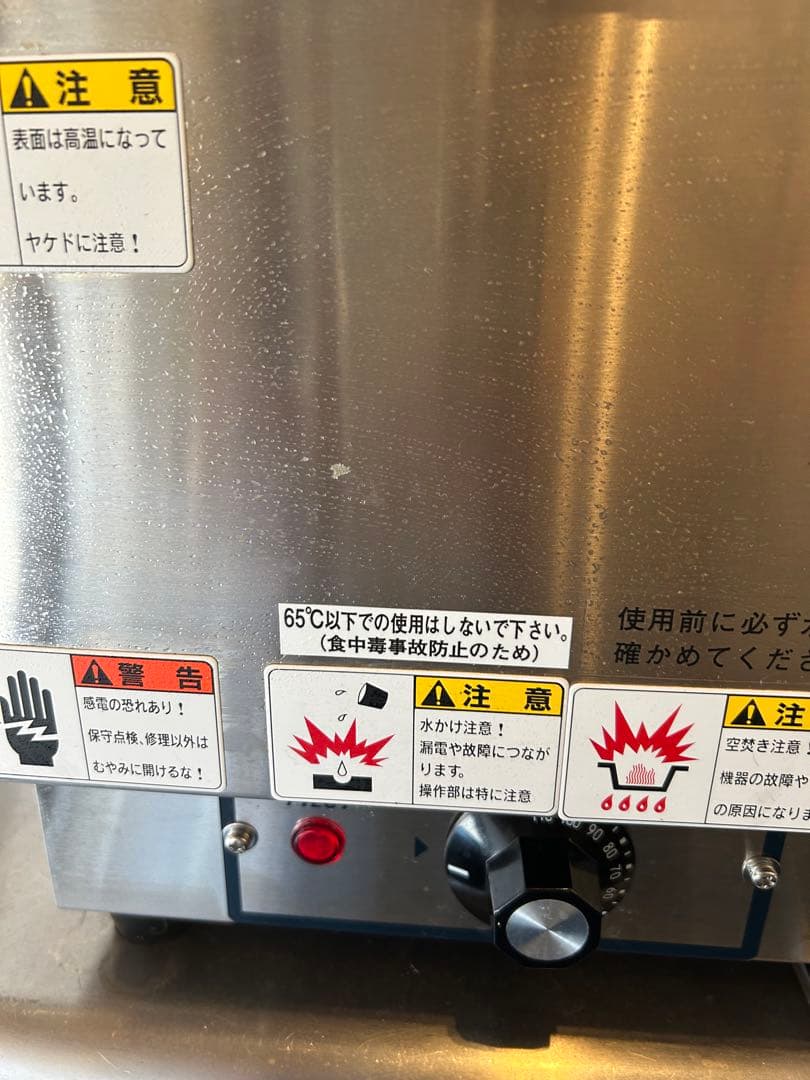 注 意
表面は高温になって
います。
ヤケドに注意！
65℃以下での使用はしないで下さい。
（食中毒事故防止のため）
使用前に必ず
確かめてくださ
警 告
感電の恐れあり！
保守点検、修理以外は
むやみに開けるな！
注 意
水かけ注意！
漏電や故障につなが
ります。
操作部は特に注意
注
空焚き注意！
機器の故障や
の原因になりま
110 100 90 80 70 60